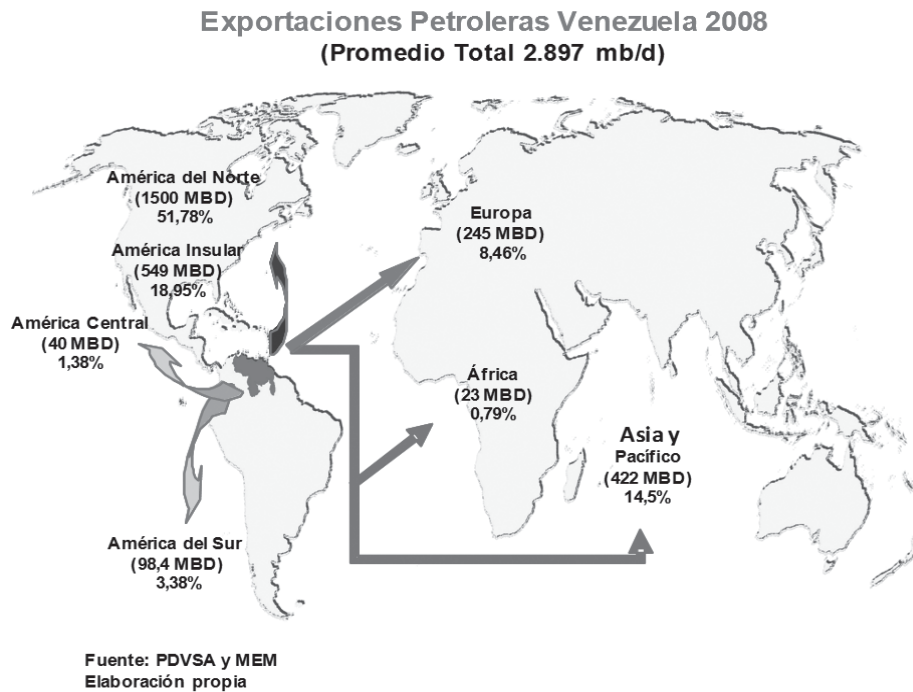 Exportaciones Petroleras Venezuela 2008
(Promedio Total 2.897 mb/d)
América del Norte
(1500 MBD)
51,78%
América Insular
(549 MBD)
18,95%
América Central
(40 MBD)
1,38%
Europa
(245 MBD)
8,46%
África
(23 MBD)
0,79%
Asia y
Pacífico
(422 MBD)
14,5%
América del Sur
(98,4 MBD)
3,38%
Fuente: PDVSA y MEM
Elaboración propia